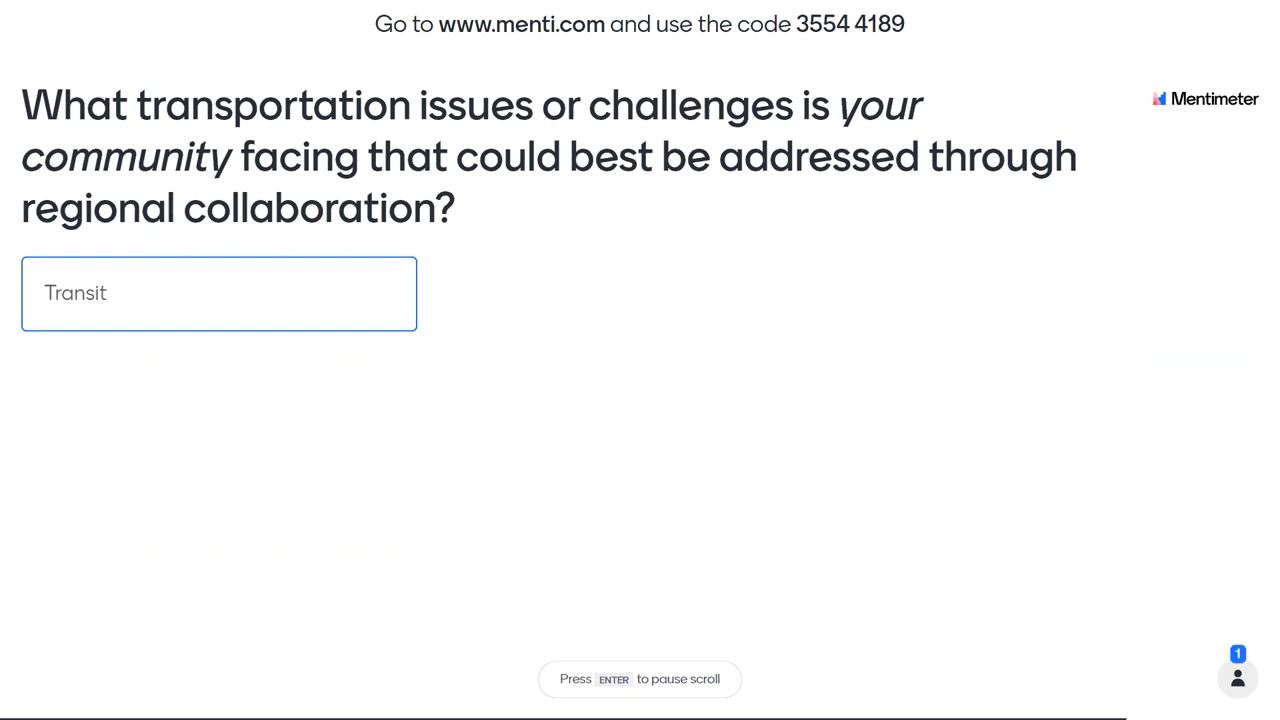 Go to www.menti.com and use the code 3554 4189
What transportation issues or challenges is your
community facing that could best be addressed through
regional collaboration?
Mentimeter
Transit
Press ENTER to pause scroll
1